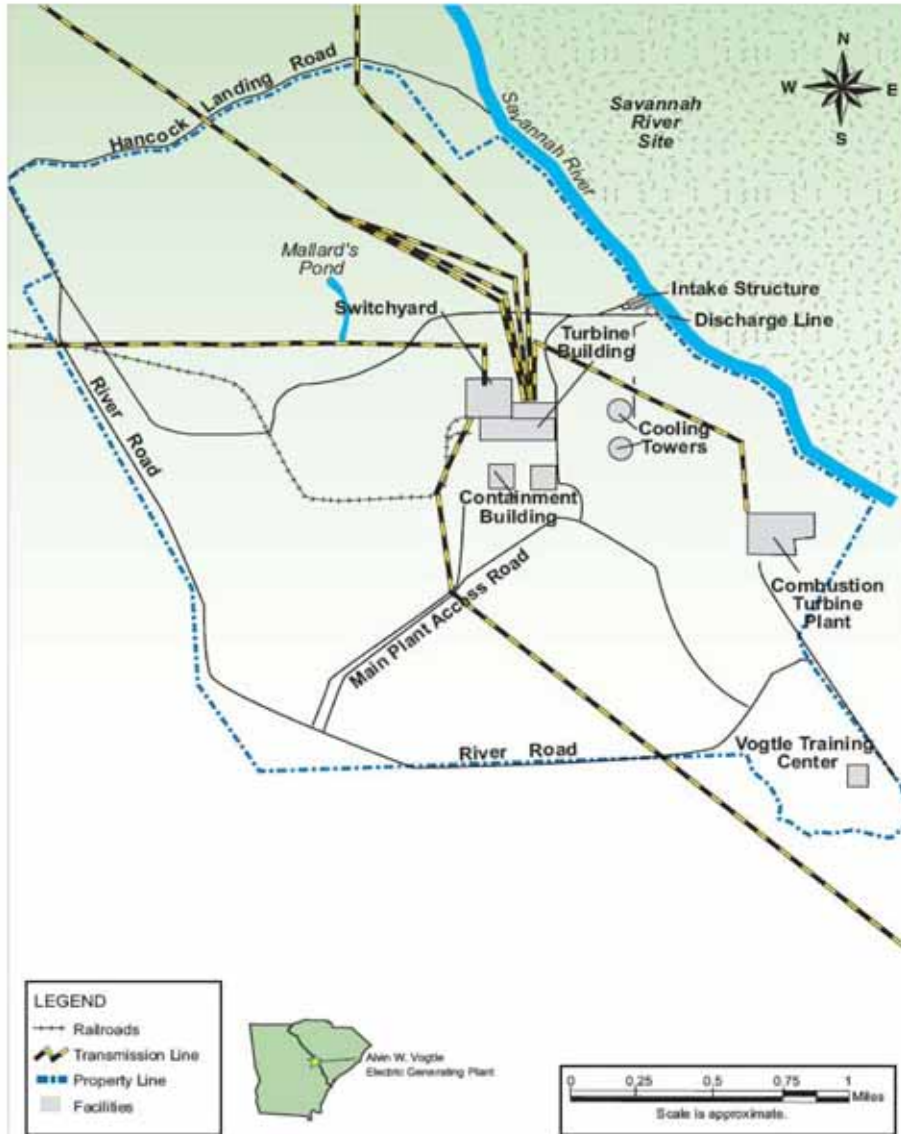 N
W
E
S
Savannah
River
Site
Savannah River
Hancock Landing Road
Mallard's
Pond
Switchyard
Intake Structure
Discharge Line
Turbine
Building
River Road
Cooling
Towers
Containment
Building
Main Plant Access Road
Combustion
Turbine
Plant
River Road
Vogtle Training
Center
LEGEND
Railroads
Transmission Line
Property Line
Facilities
Alvin W. Vogtle
Electric Generating Plant
0 0.25 0.5 0.75 1
Miles
Scale is approximate.